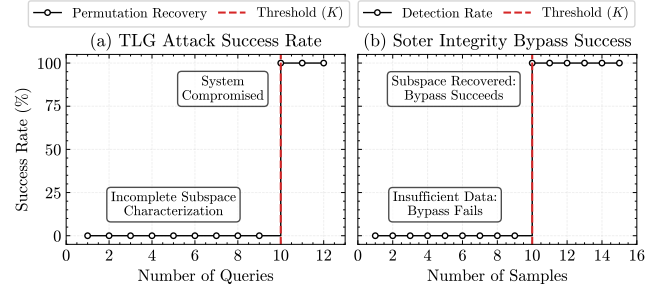 Permutation Recovery
Threshold (K)
Detection Rate
Threshold (K)
(a) TLG Attack Success Rate
(b) Soter Integrity Bypass Success
Success Rate (%)
100
75
50
25
0
System
Compromised
Incomplete Subspace
Characterization
0 2 4 6 8 10 12
Number of Queries
Subspace Recovered:
Bypass Succeeds
Insufficient Data:
Bypass Fails
0 2 4 6 8 10 12 14 16
Number of Samples